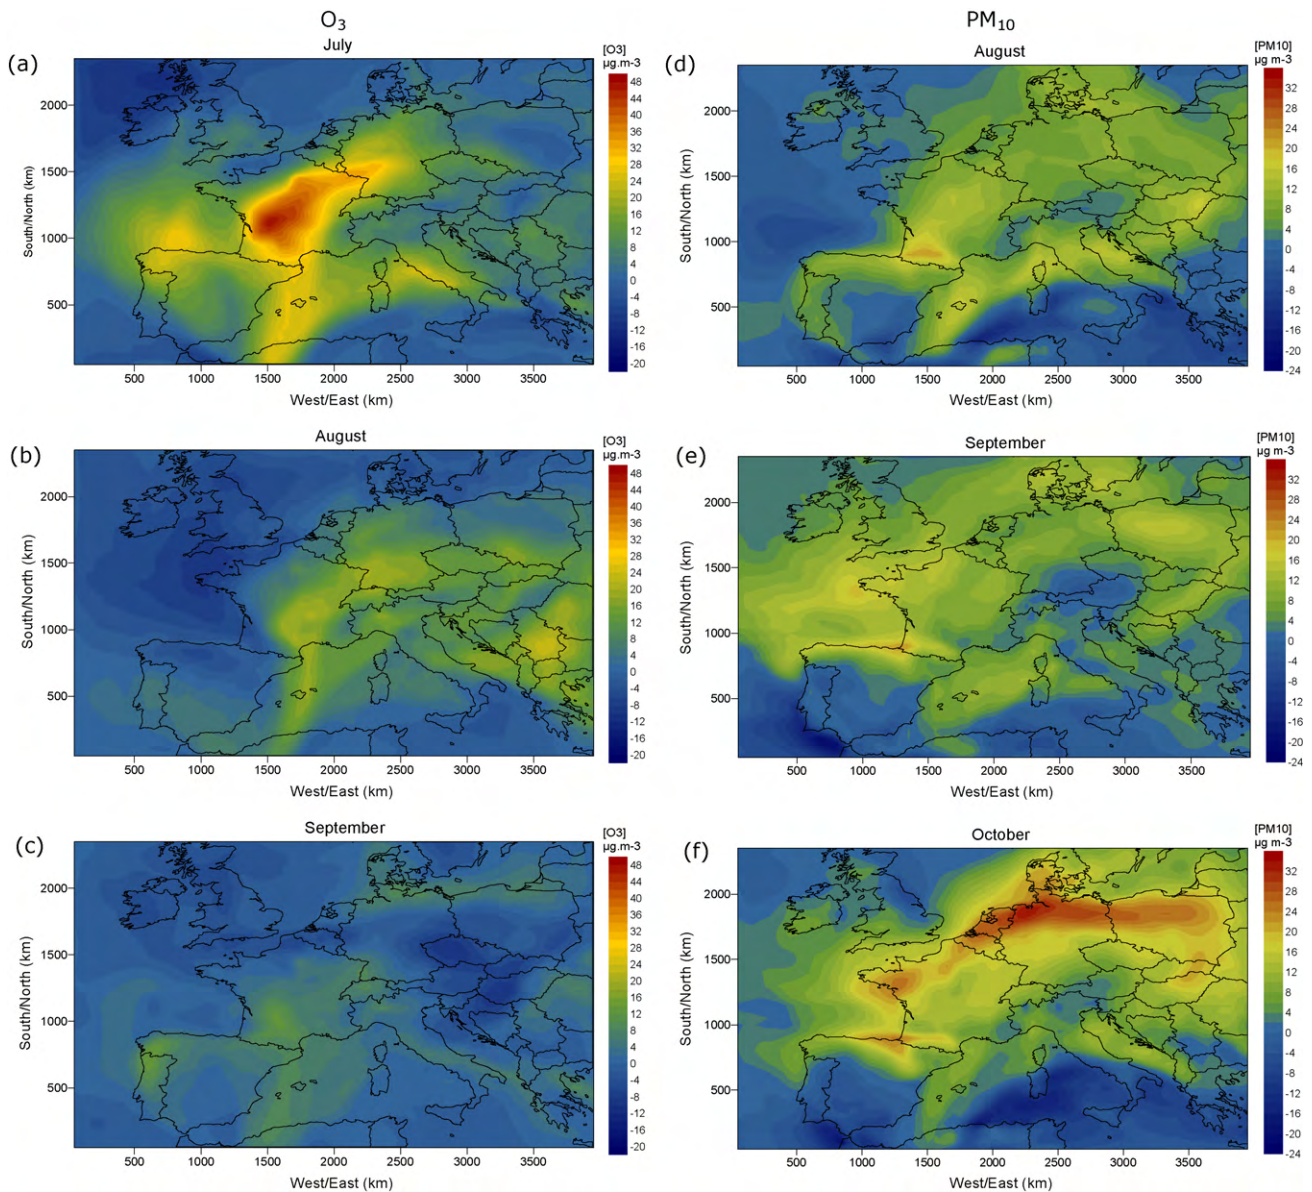 O3
PM10
(a)
July
[O3]
µg.m-3
48
44
40
36
32
28
24
20
16
12
8
4
0
-4
-8
-12
-16
-20
South/North (km)
2000
1500
1000
500
500 1000 1500 2000 2500 3000 3500
West/East (km)
(d)
August
[PM10]
µg m-3
32
28
24
20
16
12
8
4
0
-4
-8
-12
-16
-20
-24
South/North (km)
2000
1500
1000
500
500 1000 1500 2000 2500 3000 3500
West/East (km)
(b)
August
[O3]
µg.m-3
48
44
40
36
32
28
24
20
16
12
8
4
0
-4
-8
-12
-16
-20
South/North (km)
2000
1500
1000
500
500 1000 1500 2000 2500 3000 3500
West/East (km)
(e)
September
[PM10]
µg m-3
32
28
24
20
16
12
8
4
0
-4
-8
-12
-16
-20
-24
South/North (km)
2000
1500
1000
500
500 1000 1500 2000 2500 3000 3500
West/East (km)
(c)
September
[O3]
µg.m-3
48
44
40
36
32
28
24
20
16
12
8
4
0
-4
-8
-12
-16
-20
South/North (km)
2000
1500
1000
500
500 1000 1500 2000 2500 3000 3500
West/East (km)
(f)
October
[PM10]
µg m-3
32
28
24
20
16
12
8
4
0
-4
-8
-12
-16
-20
-24
South/North (km)
2000
1500
1000
500
500 1000 1500 2000 2500 3000 3500
West/East (km)